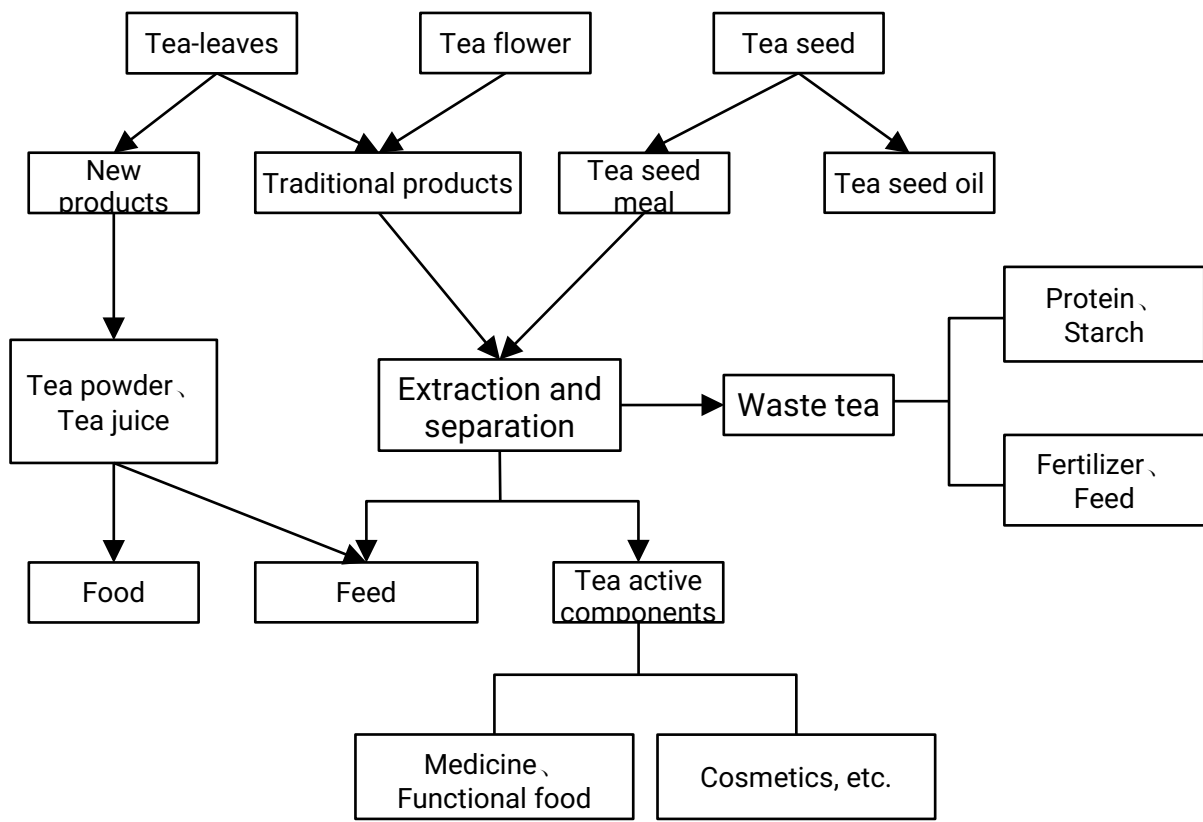 Tea-leaves
Tea flower
Tea seed
New
products
Traditional products
Tea seed
meal
Tea seed oil
Protein、
Starch
Tea powder、
Tea juice
Extraction and
separation
Waste tea
Fertilizer、
Feed
Food
Feed
Tea active
components
Medicine、
Functional food
Cosmetics, etc.